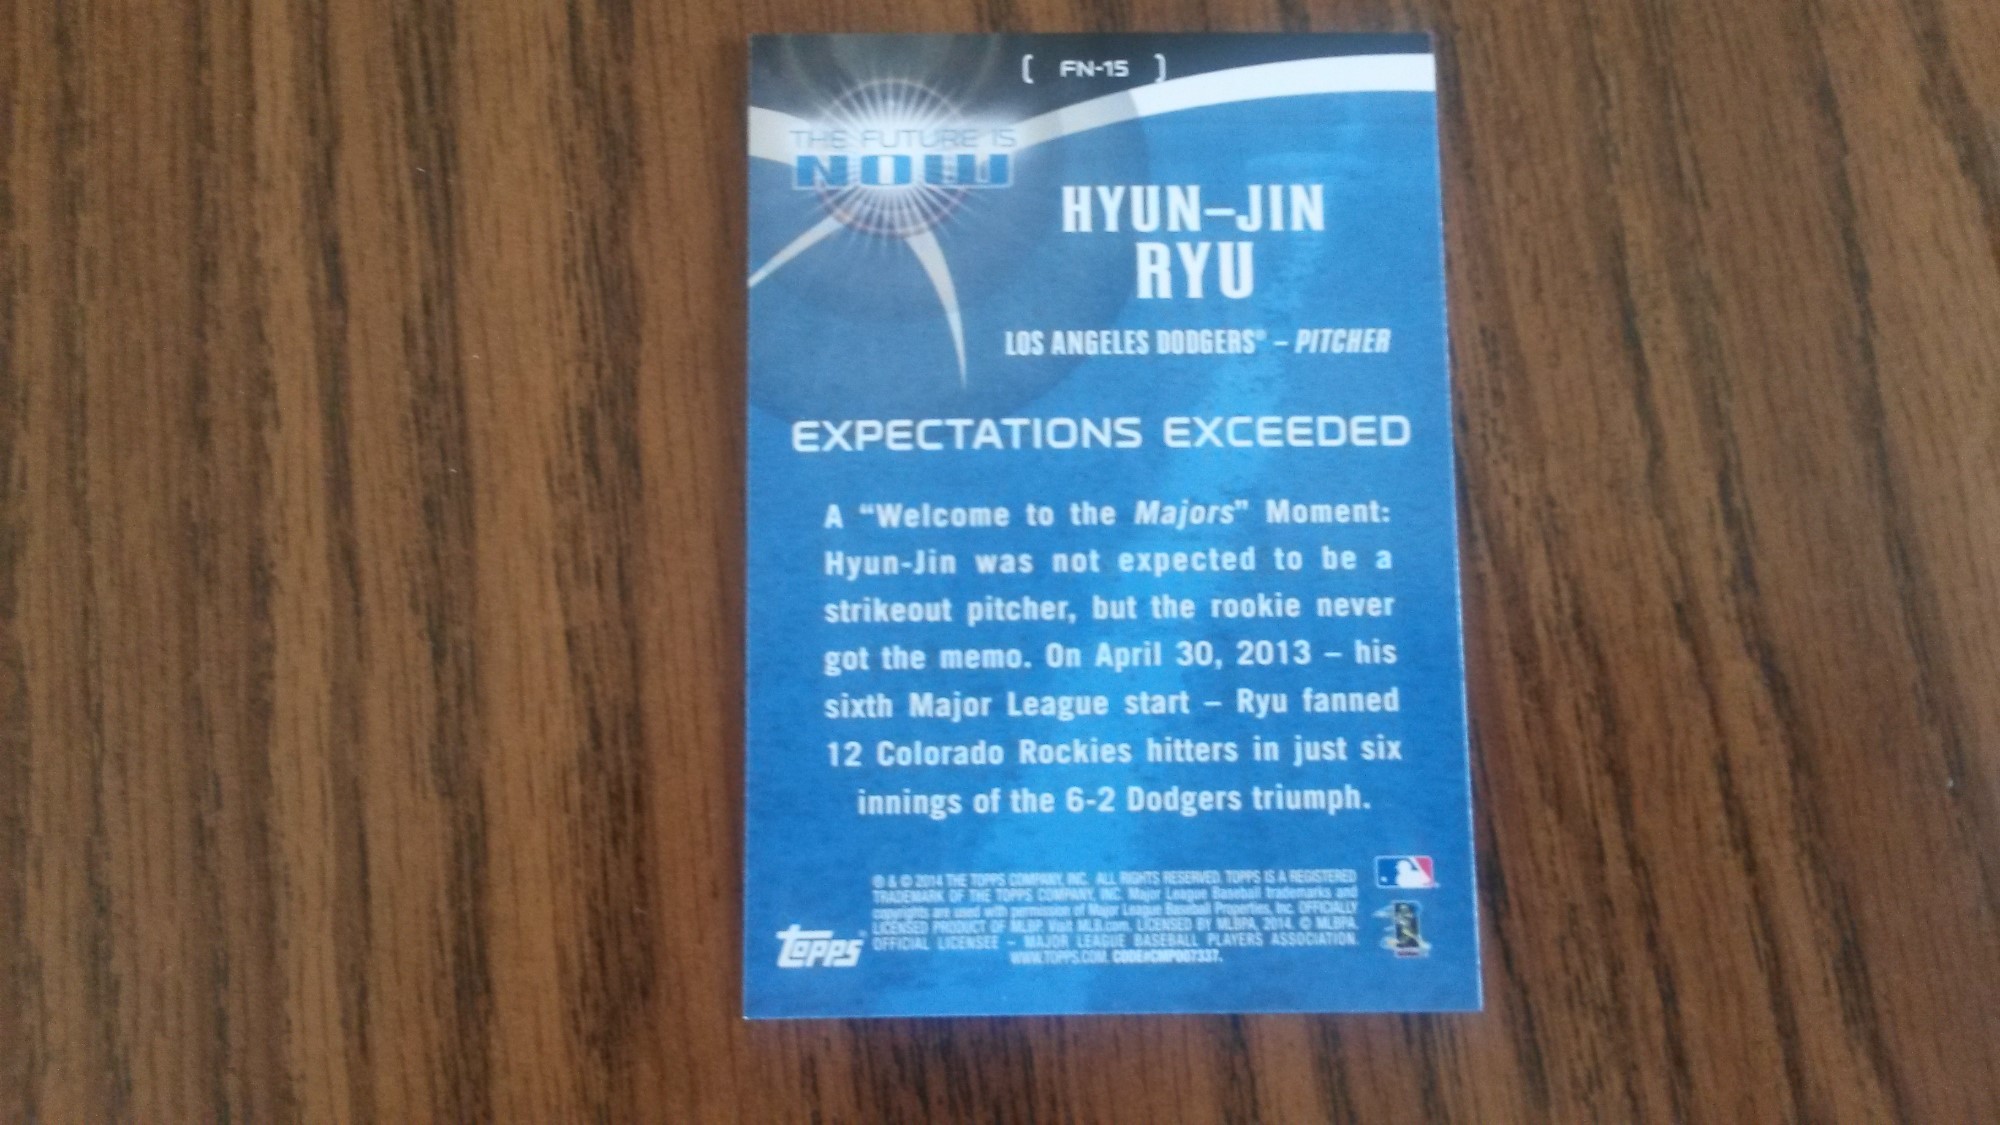 [ FN-15 ]
THE FUTURE IS
NOW
HYUN-JIN
RYU
LOS ANGELES DODGERS® – PITCHER
EXPECTATIONS EXCEEDED
A “Welcome to the Majors” Moment:
Hyun-Jin was not expected to be a
strikeout pitcher, but the rookie never
got the memo. On April 30, 2013 – his
sixth Major League start – Ryu fanned
12 Colorado Rockies hitters in just six
innings of the 6-2 Dodgers triumph.
® & © 2014 THE TOPPS COMPANY, INC. ALL RIGHTS RESERVED. TOPPS IS A REGISTERED
TRADEMARK OF THE TOPPS COMPANY, INC. Major League Baseball trademarks and
copyrights are used with permission of Major League Baseball Properties, Inc. OFFICIALLY
LICENSED PRODUCT OF MLBP. Visit MLB.com. LICENSED BY MLBPA, 2014. © MLBPA.
OFFICIAL LICENSEE – MAJOR LEAGUE BASEBALL PLAYERS ASSOCIATION.
WWW.TOPPS.COM. CODE#CMP007337.
TOPPS®